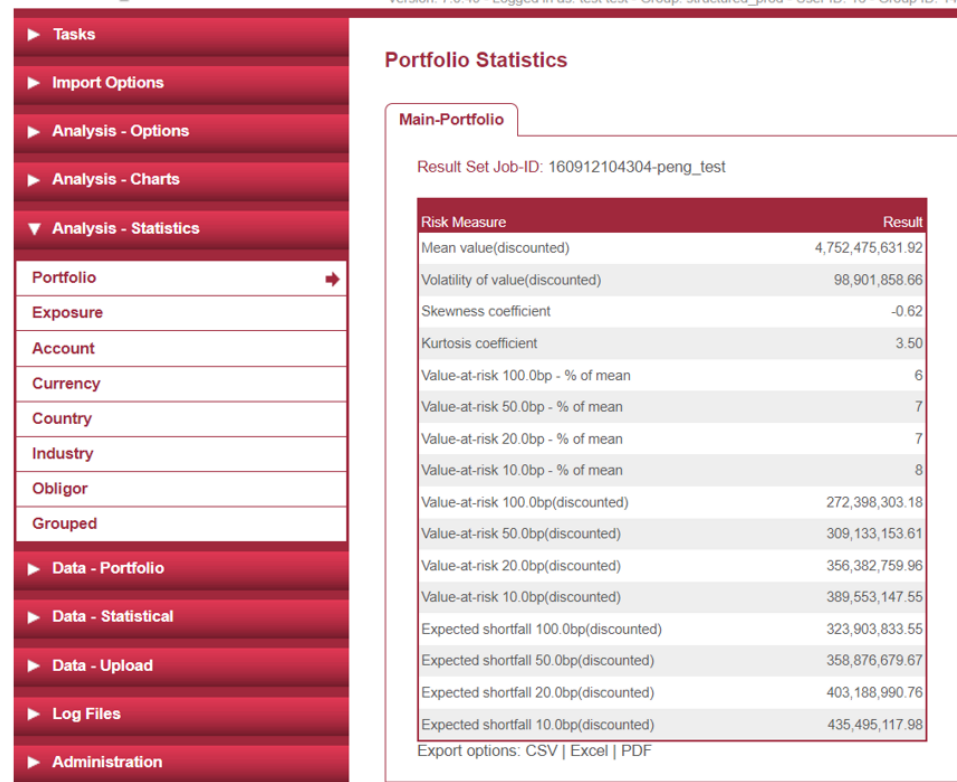 Tasks
Import Options
Analysis - Options
Analysis - Charts
Analysis - Statistics
Portfolio
Exposure
Account
Currency
Country
Industry
Obligor
Grouped
Data - Portfolio
Data - Statistical
Data - Upload
Log Files
Administration
Portfolio Statistics
Main-Portfolio
Result Set Job-ID: 160912104304-peng_test
Risk Measure Result
Mean value(discounted) 4,752,475,631.92
Volatility of value(discounted) 98,901,858.66
Skewness coefficient -0.62
Kurtosis coefficient 3.50
Value-at-risk 100.0bp - % of mean 6
Value-at-risk 50.0bp - % of mean 7
Value-at-risk 20.0bp - % of mean 7
Value-at-risk 10.0bp - % of mean 8
Value-at-risk 100.0bp(discounted) 272,398,303.18
Value-at-risk 50.0bp(discounted) 309,133,153.61
Value-at-risk 20.0bp(discounted) 356,382,759.96
Value-at-risk 10.0bp(discounted) 389,553,147.55
Expected shortfall 100.0bp(discounted) 323,903,833.55
Expected shortfall 50.0bp(discounted) 358,876,679.67
Expected shortfall 20.0bp(discounted) 403,188,990.76
Expected shortfall 10.0bp(discounted) 435,495,117.98
Export options: CSV | Excel | PDF